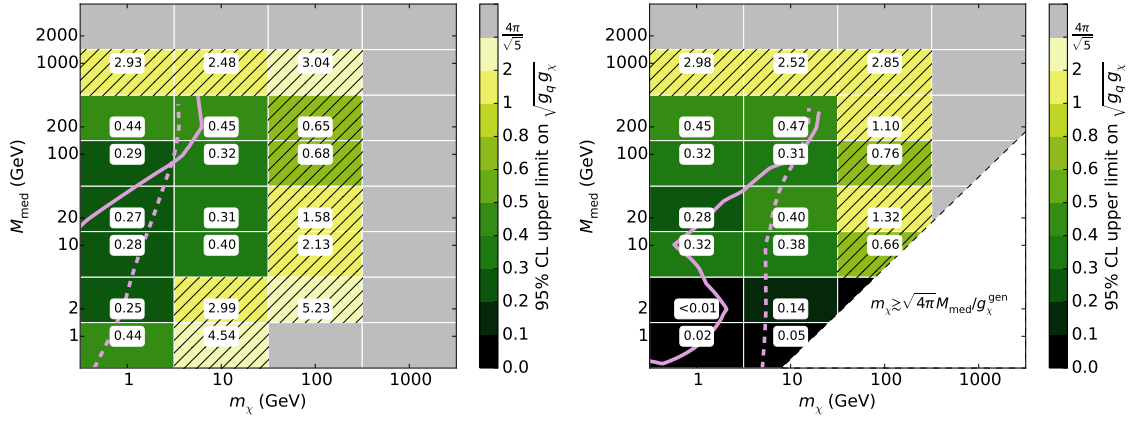 2000
1000
200
100
20
10
2
1
M_med (GeV)
2.93 2.48 3.04
0.44 0.45 0.65
0.29 0.32 0.68
0.27 0.31 1.58
0.28 0.40 2.13
0.25 2.99 5.23
0.44 4.54
1 10 100 1000
m_χ (GeV)
4π/√5
2
1
0.8
0.6
0.5
0.4
0.3
0.2
0.1
0.0
95% CL upper limit on √g_q g_χ
2000
1000
200
100
20
10
2
1
M_med (GeV)
2.98 2.52 2.85
0.45 0.47 1.10
0.32 0.31 0.76
0.28 0.40 1.32
0.32 0.38 0.66
<0.01 0.14
0.02 0.05
m_χ ≳ √4π M_med/g_χ^gen
1 10 100 1000
m_χ (GeV)
4π/√5
2
1
0.8
0.6
0.5
0.4
0.3
0.2
0.1
0.0
95% CL upper limit on √g_q g_χ